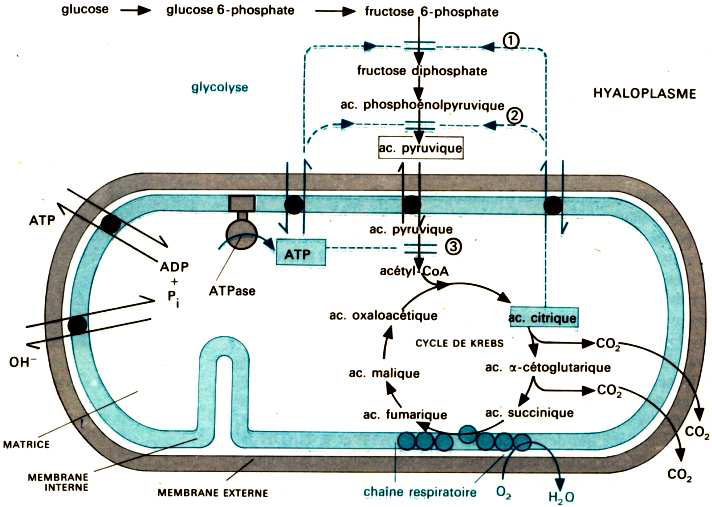 glucose → glucose 6-phosphate → fructose 6-phosphate
①
fructose diphosphate
glycolyse
HYALOPLASME
ac. phosphoénolpyruvique
②
ac. pyruvique
ATP
ac. pyruvique
③
ATP
ADP
+
Pi
ATPase
acétyl-CoA
ac. oxaloacétique
ac. citrique
CYCLE DE KREBS
CO₂
OH⁻
ac. malique
ac. α-cétoglutarique
CO₂
ac. fumarique
ac. succinique
CO₂
MATRICE
CO₂
MEMBRANE
INTERNE
MEMBRANE EXTERNE
chaîne respiratoire
O₂
H₂O